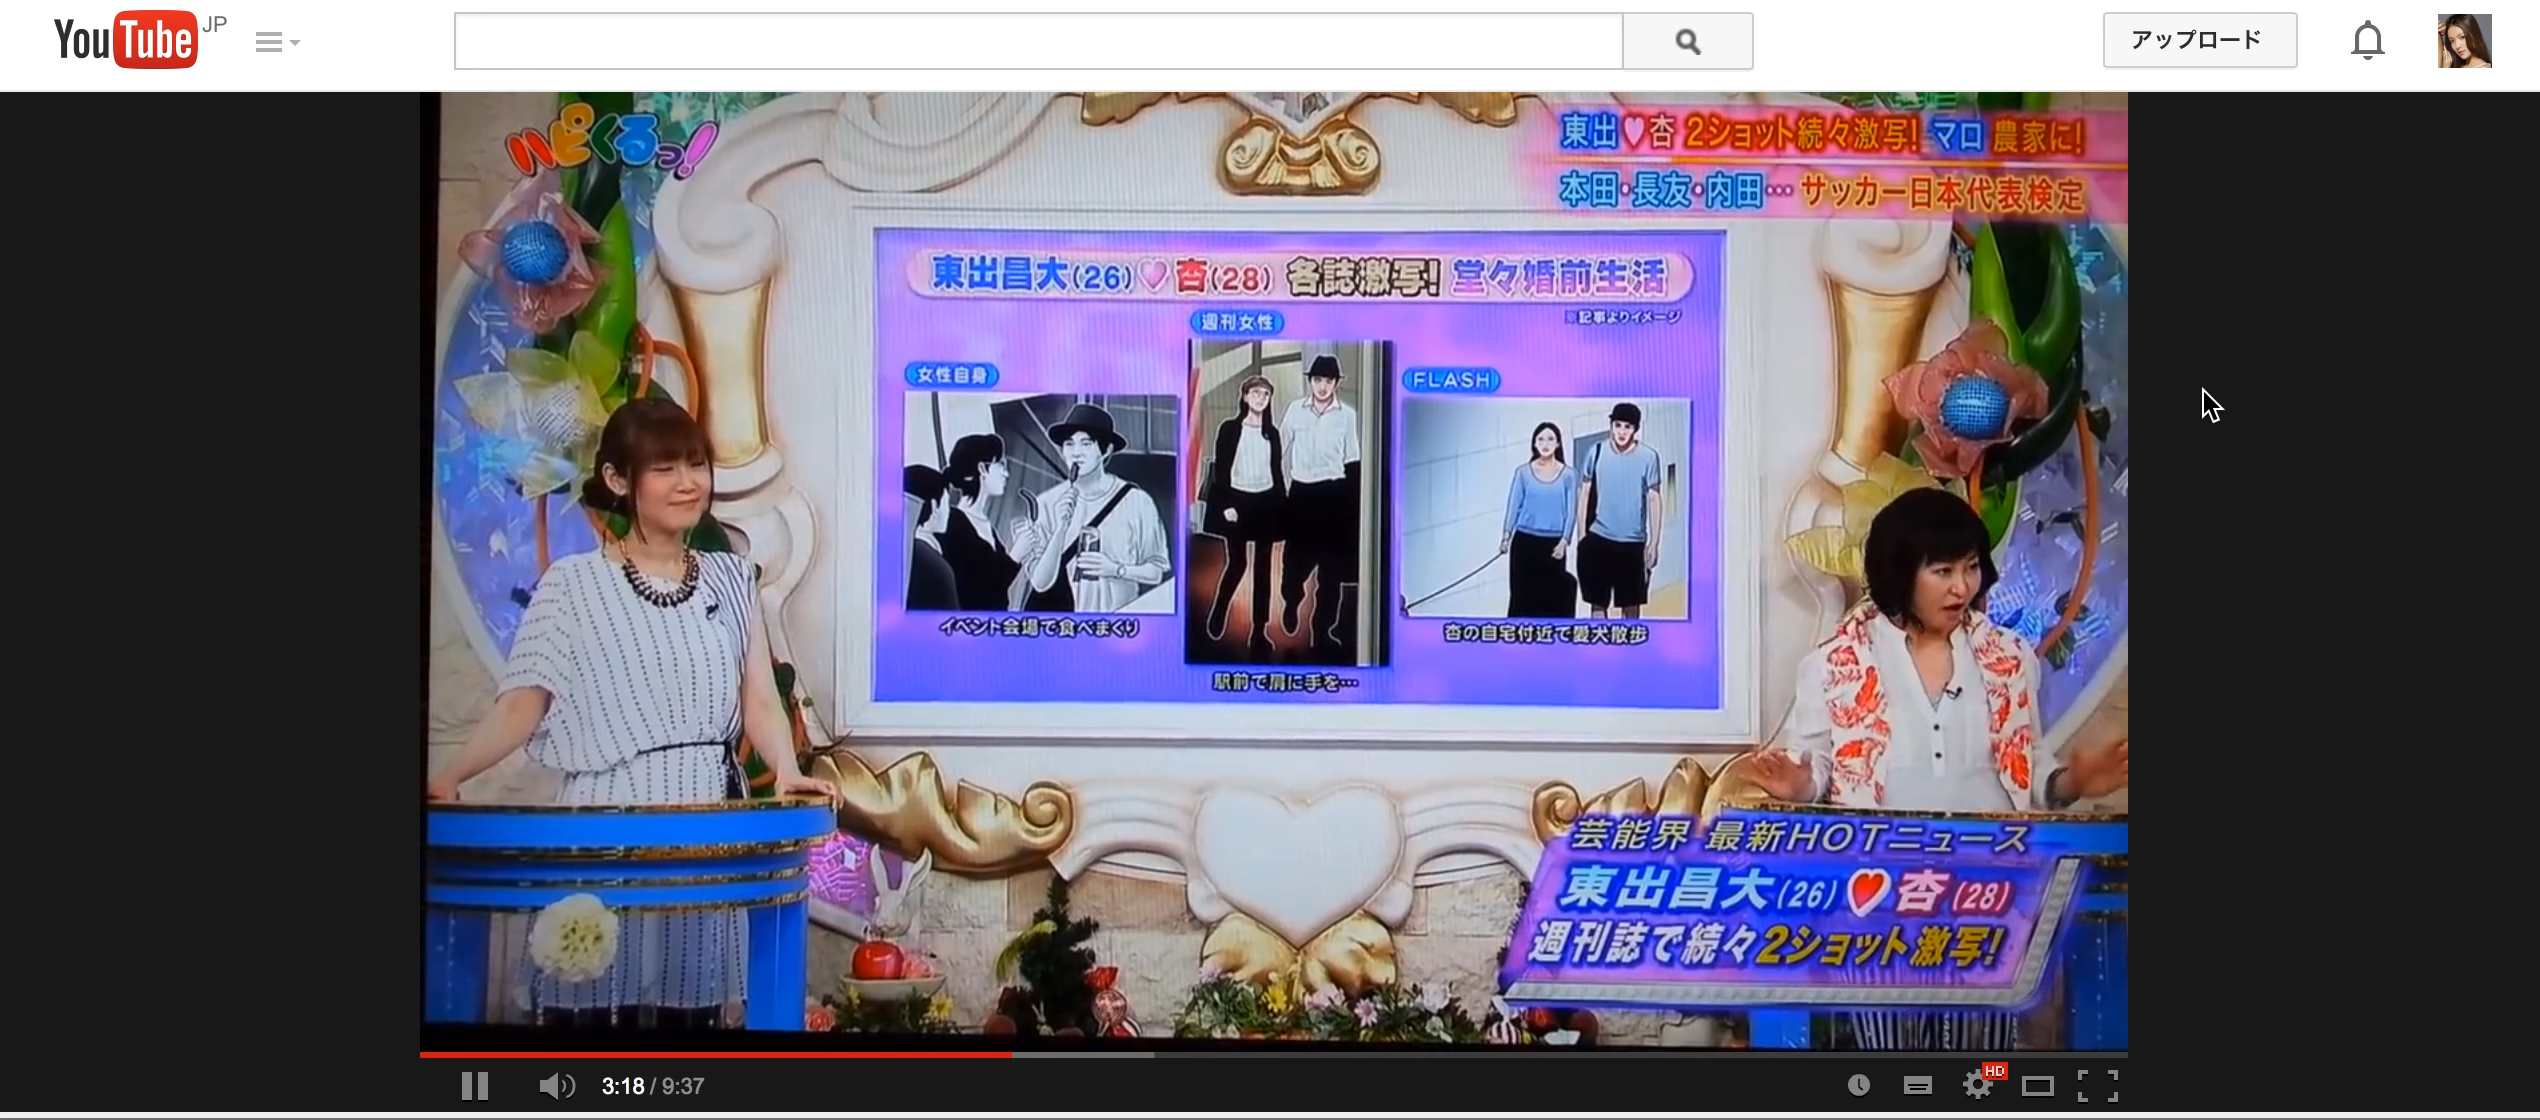 YouTube JP
アップロード
ハピくるっ!
東出♥杏 2ショット続々激写! マロ 農家に!
本田・長友・内田… サッカー日本代表検定
東出昌大(26)♥杏(28) 各誌激写! 堂々婚前生活
※記事よりイメージ
女性自身
週刊女性
FLASH
イベント会場で食べまくり
駅前で肩に手を…
杏の自宅付近で愛犬散歩
芸能界 最新HOTニュース
東出昌大(26)♥杏(28)
週刊誌で続々2ショット激写!
3:18 / 9:37
HD